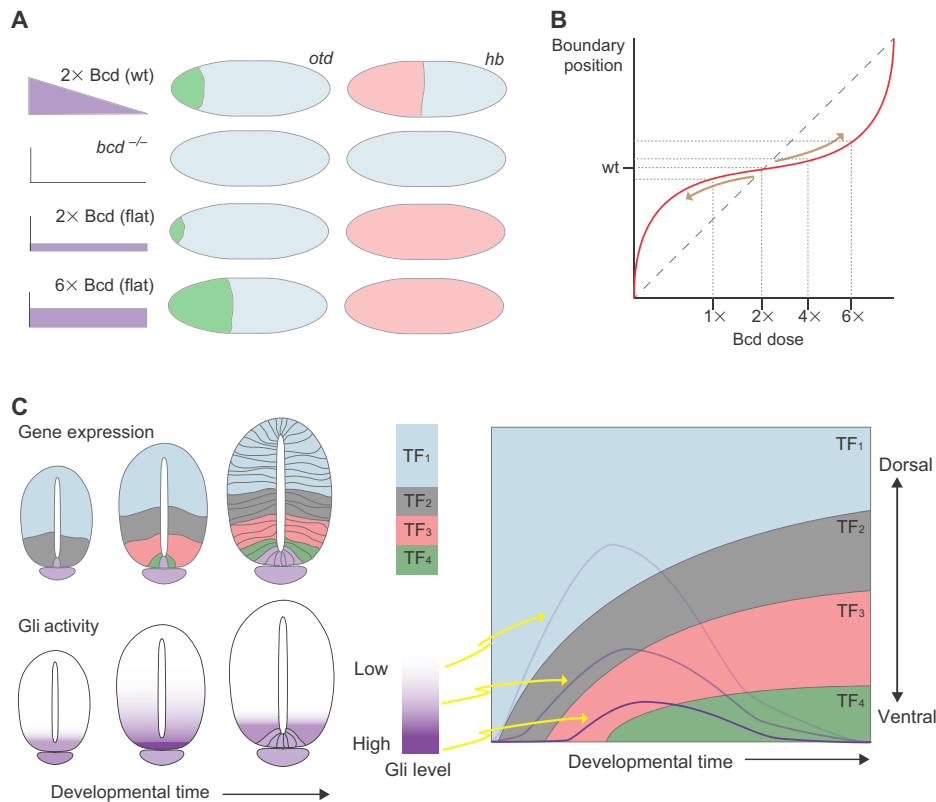 A
2× Bcd (wt)
otd
hb
bcd –/–
2× Bcd (flat)
6× Bcd (flat)
B
Boundary
position
wt
1× 2× 4× 6×
Bcd dose
C
Gene expression
Gli activity
Developmental time
TF1
TF2
TF3
TF4
Low
High
Gli level
TF1
TF2
TF3
TF4
Dorsal
Ventral
Developmental time